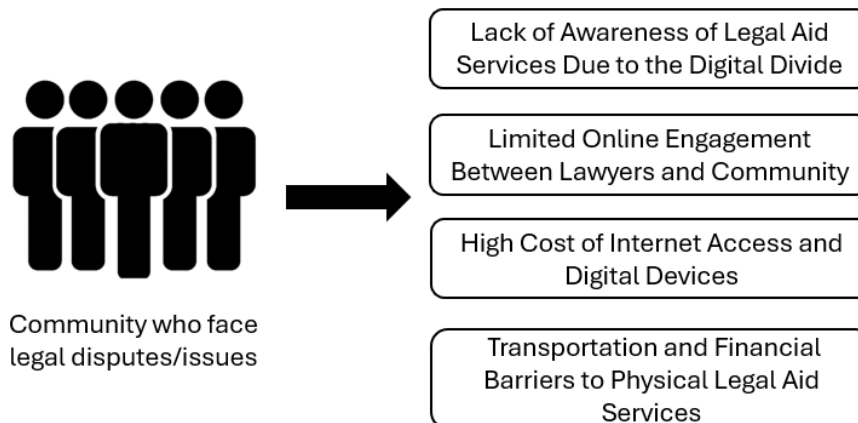 Lack of Awareness of Legal Aid
Services Due to the Digital Divide
Limited Online Engagement
Between Lawyers and Community
High Cost of Internet Access and
Digital Devices
Transportation and Financial
Barriers to Physical Legal Aid
Services
Community who face
legal disputes/issues